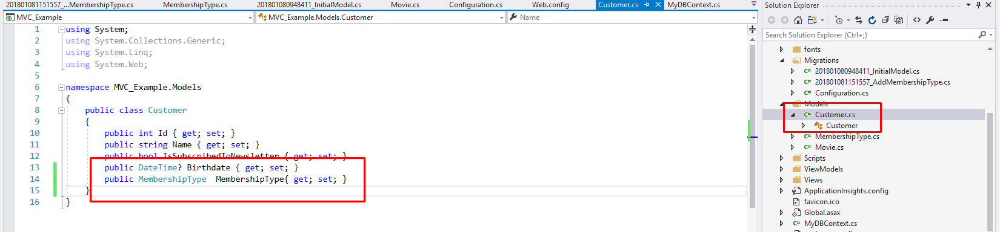 201801081151557_...MembershipType.cs MembershipType.cs 201801080948411_InitialModel.cs Movie.cs Configuration.cs Web.config Customer.cs MyDBContext.cs
MVC_Example MVC_Example.Models.Customer Name
1 using System;
2 using System.Collections.Generic;
3 using System.Linq;
4 using System.Web;
5
6 namespace MVC_Example.Models
7 {
8 public class Customer
9 {
10 public int Id { get; set; }
11 public string Name { get; set; }
12 public bool IsSubscribedToNewsletter { get; set; }
13 public DateTime? Birthdate { get; set; }
14 public MembershipType  MembershipType{ get; set; }
15 }
16 }
Solution Explorer
Search Solution Explorer (Ctrl+;)
fonts
Migrations
C# 201801080948411_InitialModel.cs
C# 201801081151557_AddMembershipType.cs
C# Configuration.cs
Models
C# Customer.cs
Customer
C# MembershipType.cs
C# Movie.cs
Scripts
ViewModels
Views
ApplicationInsights.config
favicon.ico
Global.asax
C# MyDBContext.cs